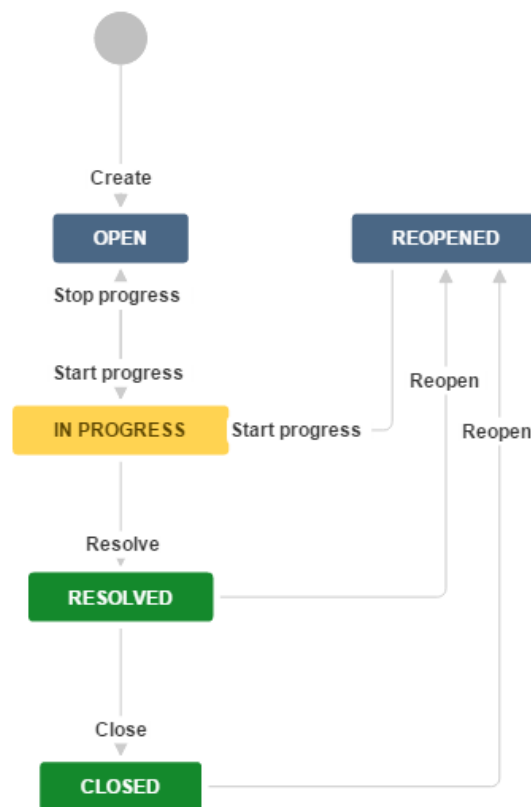 Create
OPEN
REOPENED
Stop progress
Start progress
Reopen
IN PROGRESS
Start progress
Reopen
Resolve
RESOLVED
Close
CLOSED